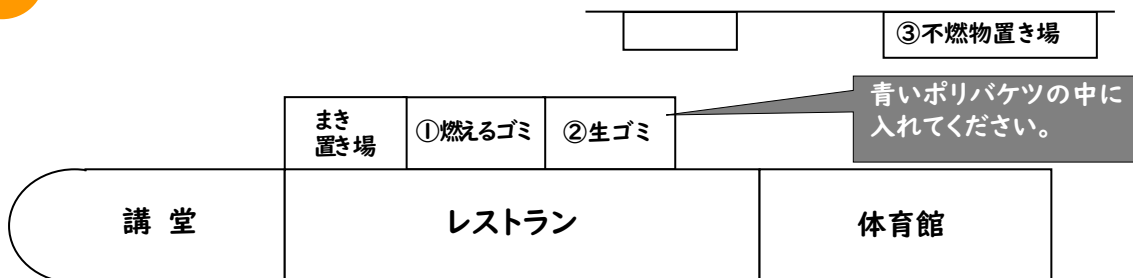 ③不燃物置き場
青いポリバケツの中に
入れてください。
まき
置き場
①燃えるゴミ
②生ゴミ
講 堂
レストラン
体育館